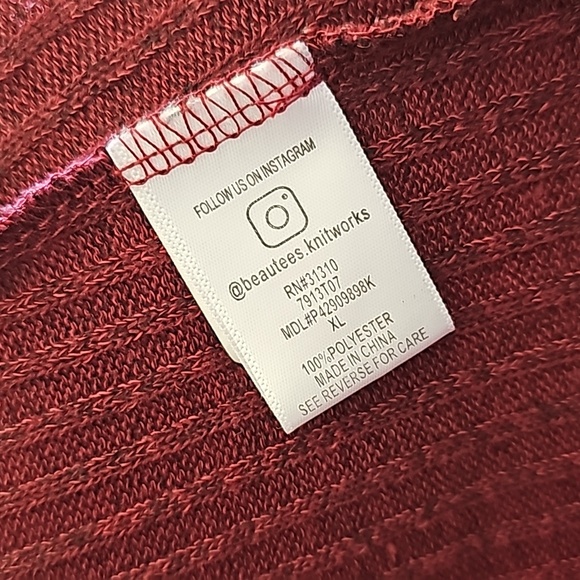 FOLLOW US ON INSTAGRAM
@beautees.knitworks
RN#31310
7913T07
MDL#P42909898K
XL
100%POLYESTER
MADE IN CHINA
SEE REVERSE FOR CARE